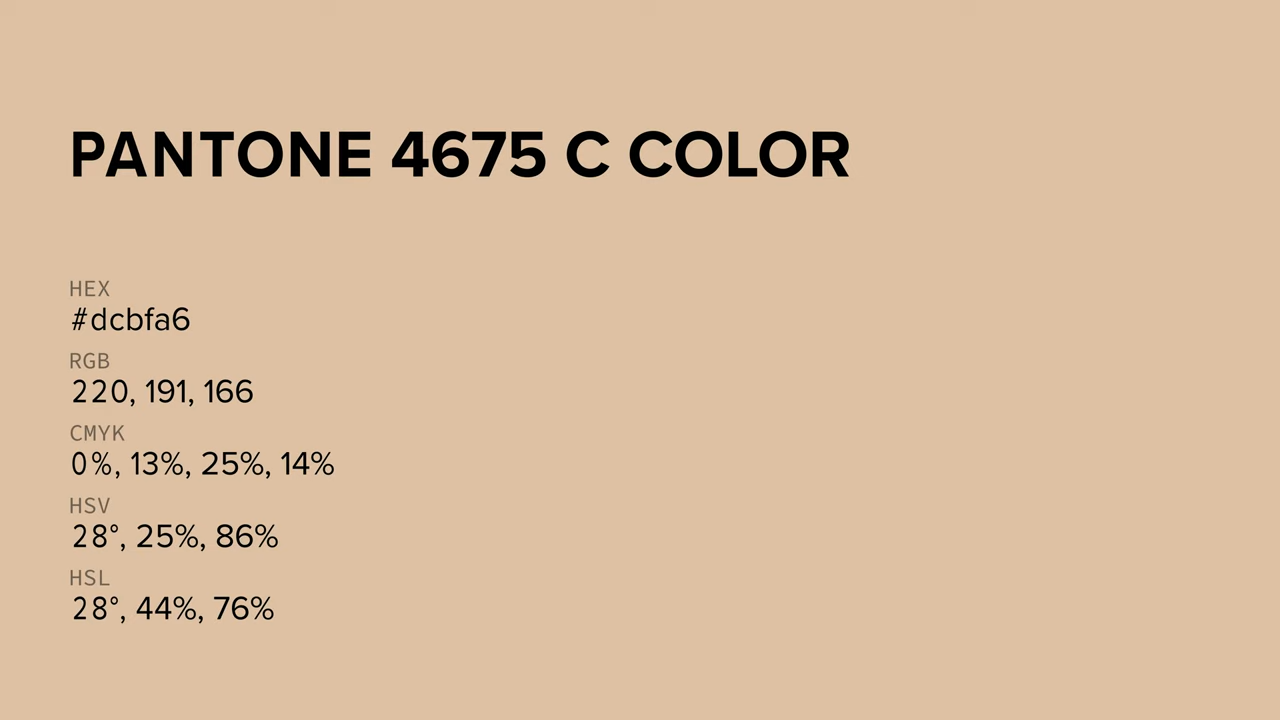 PANTONE 4675 C COLOR
HEX
#dcbfa6
RGB
220, 191, 166
CMYK
0%, 13%, 25%, 14%
HSV
28°, 25%, 86%
HSL
28°, 44%, 76%